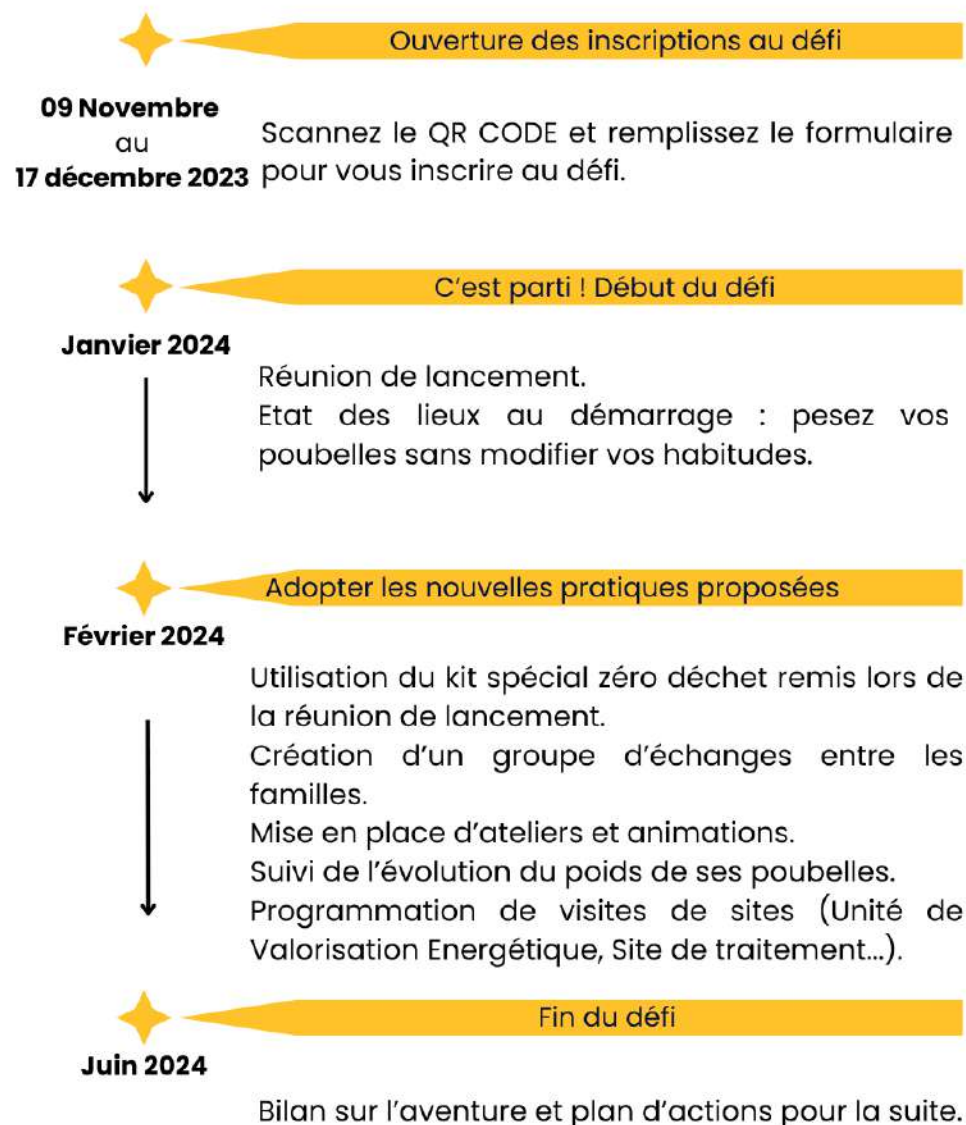 Ouverture des inscriptions au défi
09 Novembre
au
17 décembre 2023
Scannez le QR CODE et remplissez le formulaire
pour vous inscrire au défi.
C'est parti ! Début du défi
Janvier 2024
Réunion de lancement.
Etat des lieux au démarrage : pesez vos
poubelles sans modifier vos habitudes.
Adopter les nouvelles pratiques proposées
Février 2024
Utilisation du kit spécial zéro déchet remis lors de
la réunion de lancement.
Création d'un groupe d'échanges entre les
familles.
Mise en place d'ateliers et animations.
Suivi de l'évolution du poids de ses poubelles.
Programmation de visites de sites (Unité de
Valorisation Energétique, Site de traitement...).
Fin du défi
Juin 2024
Bilan sur l'aventure et plan d'actions pour la suite.